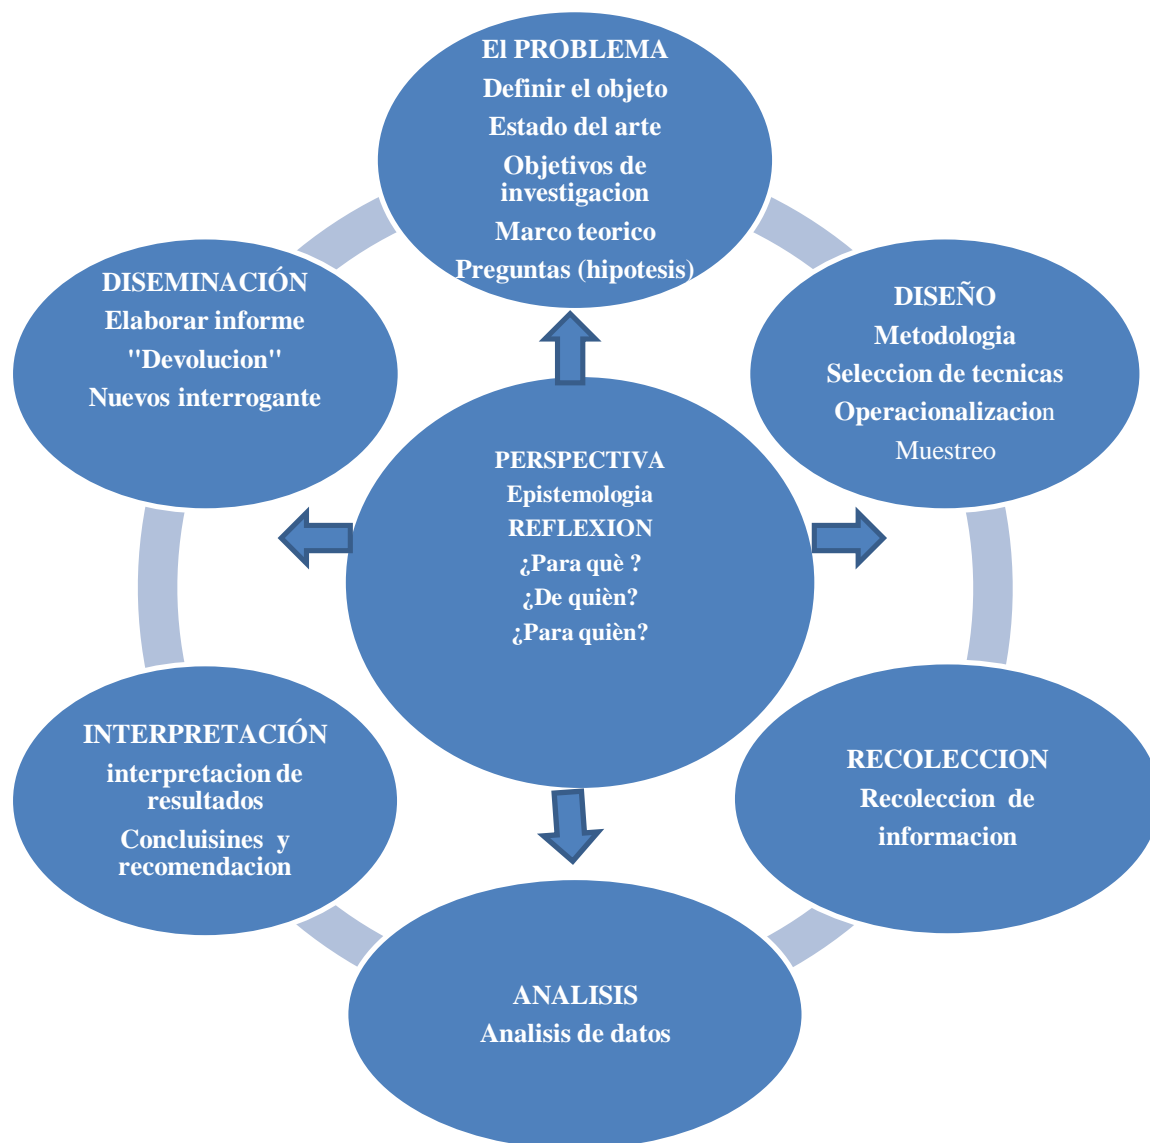 El PROBLEMA
Definir el objeto
Estado del arte
Objetivos de
investigacion
Marco teorico
Preguntas (hipotesis)
DISEÑO
Metodologia
Seleccion de tecnicas
Operacionalizacion
Muestreo
RECOLECCION
Recoleccion de
informacion
ANALISIS
Analisis de datos
INTERPRETACIÓN
interpretacion de
resultados
Concluisines y
recomendacion
DISEMINACIÓN
Elaborar informe
"Devolucion"
Nuevos interrogante
PERSPECTIVA
Epistemologia
REFLEXION
¿Para què ?
¿De quièn?
¿Para quièn?